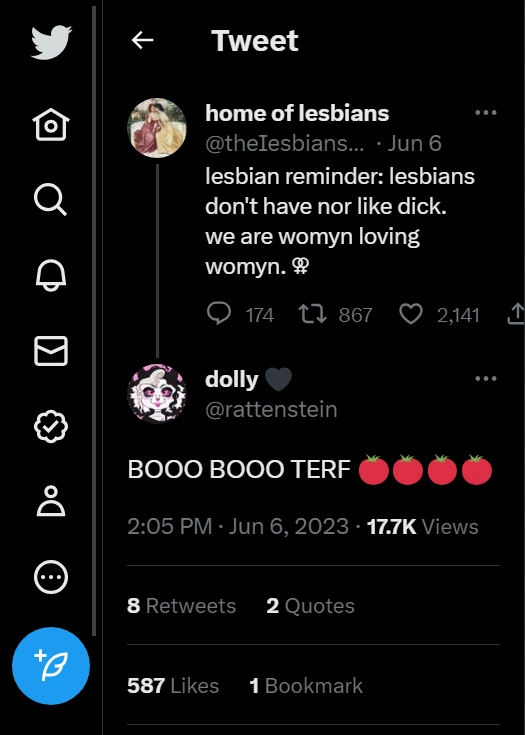 Tweet
home of lesbians
@theIesbians... · Jun 6
lesbian reminder: lesbians
don't have nor like dick.
we are womyn loving
womyn. ⚢
174 867 2,141
dolly 🖤
@rattenstein
BOOO BOOO TERF 🍅🍅🍅🍅
2:05 PM · Jun 6, 2023 · 17.7K Views
8 Retweets 2 Quotes
587 Likes 1 Bookmark